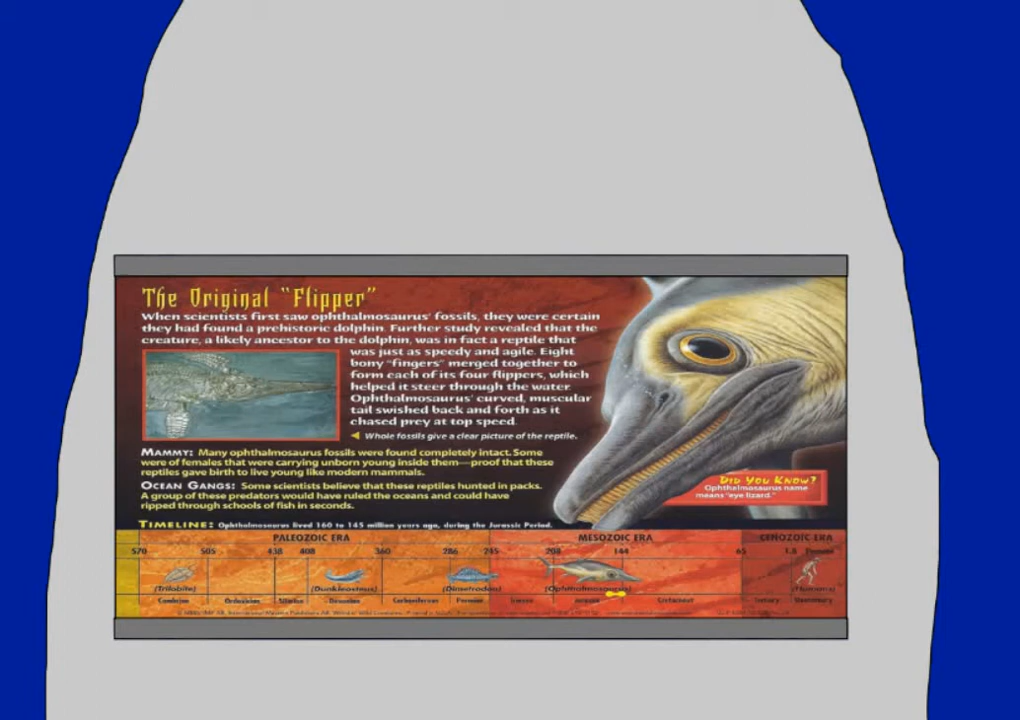 The Original "Flipper"
When scientists first saw ophthalmosaurus' fossils, they were certain
they had found a prehistoric dolphin. Further study revealed that the
creature, a likely ancestor to the dolphin, was in fact a reptile that
was just as speedy and agile. Eight
bony "fingers" merged together to
form each of its four flippers, which
helped it steer through the water.
Ophthalmosaurus' curved, muscular
tail swished back and forth as it
chased prey at top speed.
Whole fossils give a clear picture of the reptile.
MAMMY: Many ophthalmosaurus fossils were found completely intact. Some
were of females that were carrying unborn young inside them—proof that these
reptiles gave birth to live young like modern mammals.
OCEAN GANGS: Some scientists believe that these reptiles hunted in packs.
A group of these predators would have ruled the oceans and could have
ripped through schools of fish in seconds.
DID YOU KNOW?
Ophthalmosaurus name
means "eye lizard."
TIMELINE: Ophthalmosaurus lived 160 to 145 million years ago, during the Jurassic Period.
PALEOZOIC ERA MESOZOIC ERA CENOZOIC ERA
570 505 438 408 360 286 245 208 144 65 1.8 Present
(Trilobite) (Dunkleosteus) (Dimetrodon) (Ophthalmosaurus) (Humans)
Cambrian Ordovician Silurian Devonian Carboniferous Permian Triassic Jurassic Cretaceous Tertiary Quaternary